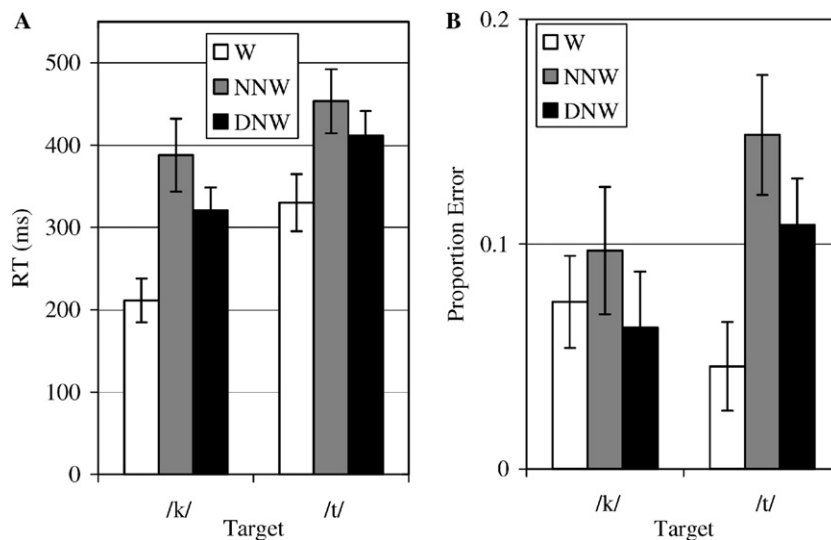 A
W
NNW
DNW
500
400
300
200
100
0
RT (ms)
/k/
/t/
Target
B
W
NNW
DNW
0.2
0.1
0
Proportion Error
/k/
/t/
Target